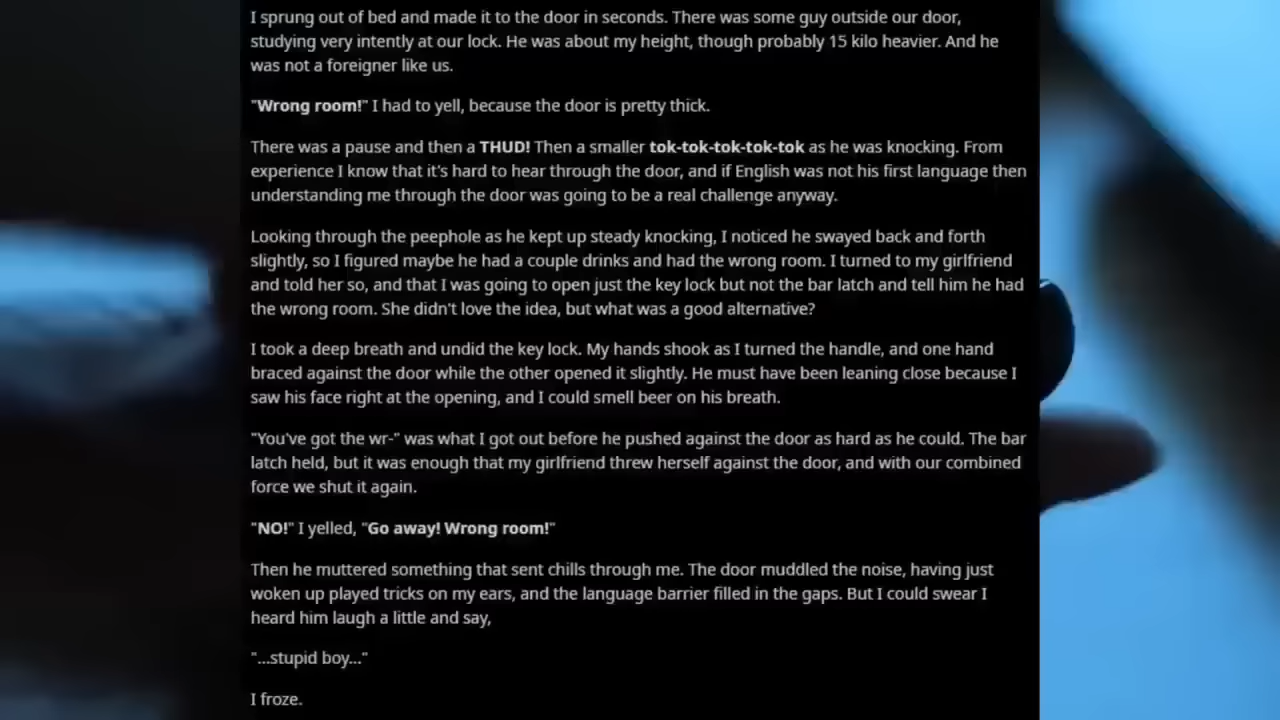 I sprung out of bed and made it to the door in seconds. There was some guy outside our door,
studying very intently at our lock. He was about my height, though probably 15 kilo heavier. And he
was not a foreigner like us.
"Wrong room!" I had to yell, because the door is pretty thick.
There was a pause and then a THUD! Then a smaller tok-tok-tok-tok-tok as he was knocking. From
experience I know that it's hard to hear through the door, and if English was not his first language then
understanding me through the door was going to be a real challenge anyway.
Looking through the peephole as he kept up steady knocking, I noticed he swayed back and forth
slightly, so I figured maybe he had a couple drinks and had the wrong room. I turned to my girlfriend
and told her so, and that I was going to open just the key lock but not the bar latch and tell him he had
the wrong room. She didn't love the idea, but what was a good alternative?
I took a deep breath and undid the key lock. My hands shook as I turned the handle, and one hand
braced against the door while the other opened it slightly. He must have been leaning close because I
saw his face right at the opening, and I could smell beer on his breath.
"You've got the wr-" was what I got out before he pushed against the door as hard as he could. The bar
latch held, but it was enough that my girlfriend threw herself against the door, and with our combined
force we shut it again.
"NO!" I yelled, "Go away! Wrong room!"
Then he muttered something that sent chills through me. The door muddled the noise, having just
woken up played tricks on my ears, and the language barrier filled in the gaps. But I could swear I
heard him laugh a little and say,
"...stupid boy..."
I froze.